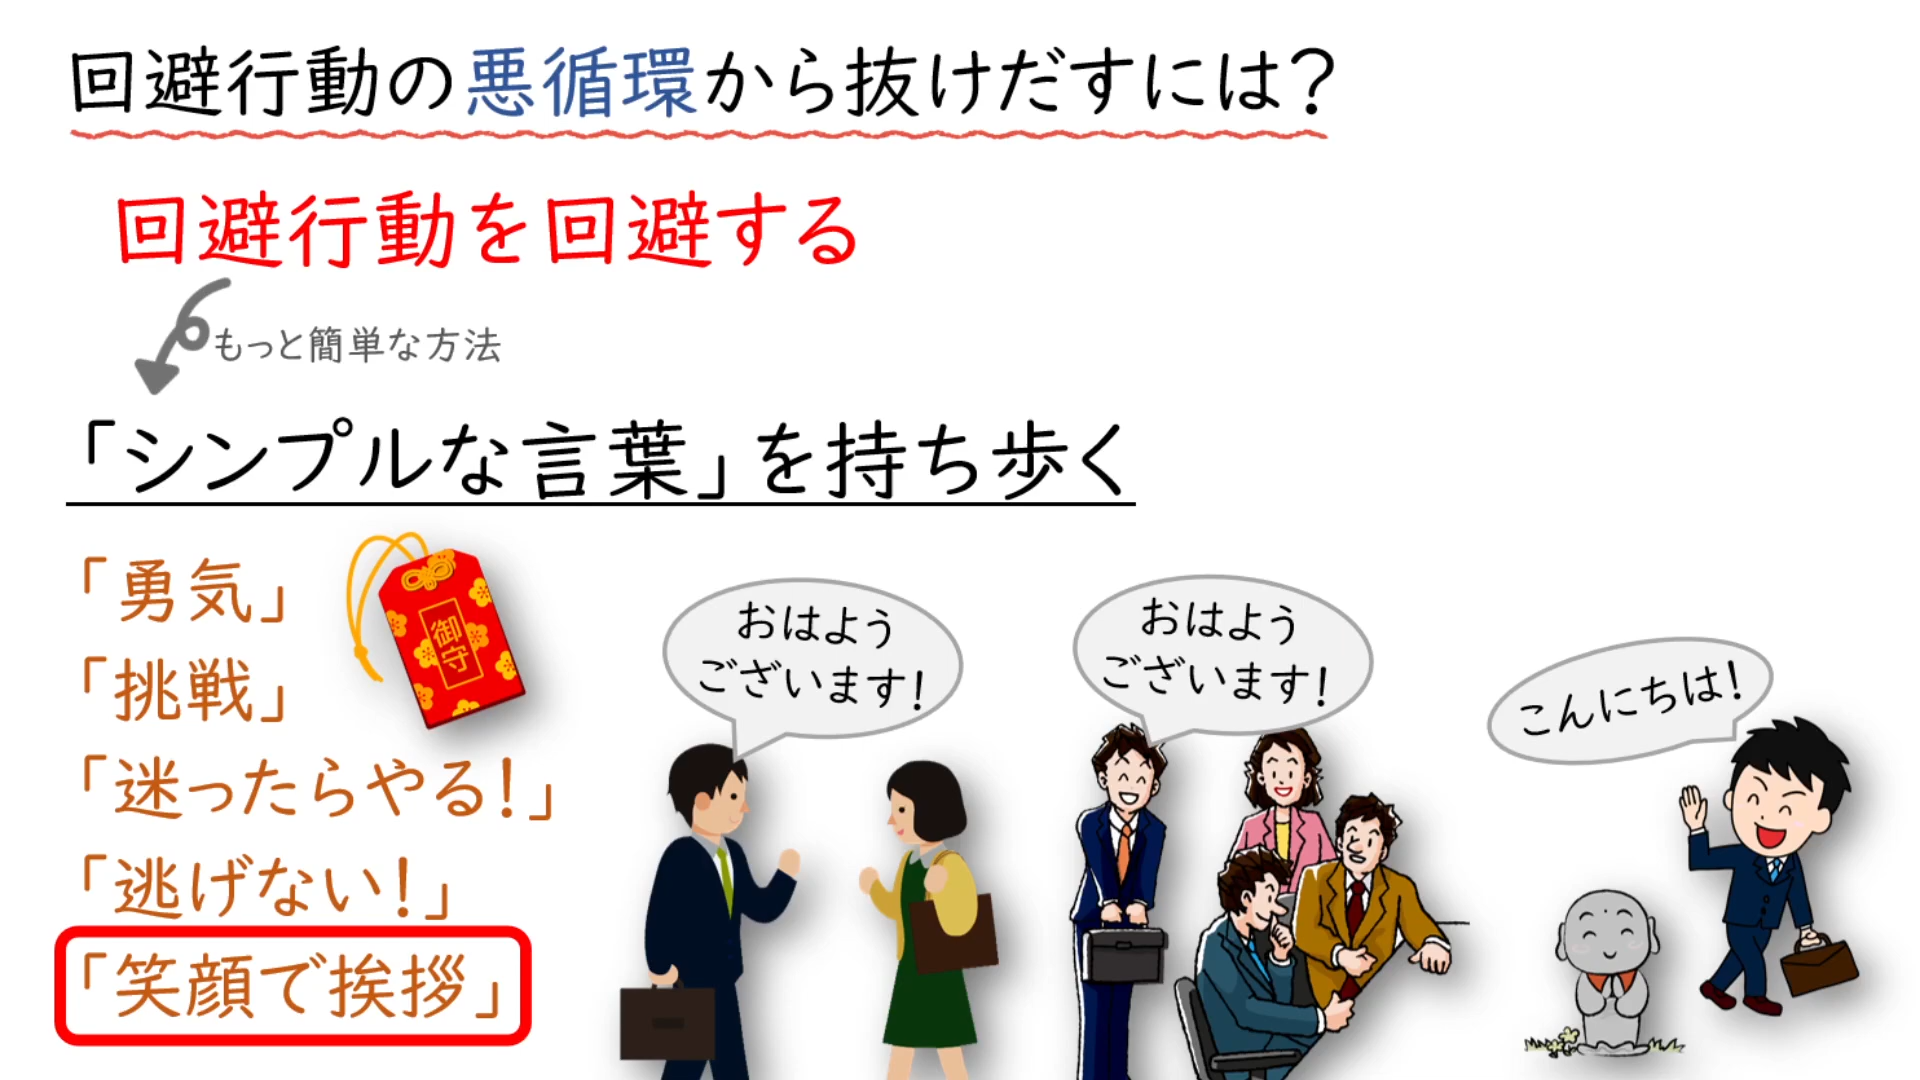 回避行動の悪循環から抜けだすには？
回避行動を回避する
もっと簡単な方法
「シンプルな言葉」を持ち歩く
「勇気」
「挑戦」
「迷ったらやる！」
「逃げない！」
「笑顔で挨拶」
御守
おはよう
ございます！
おはよう
ございます！
こんにちは！